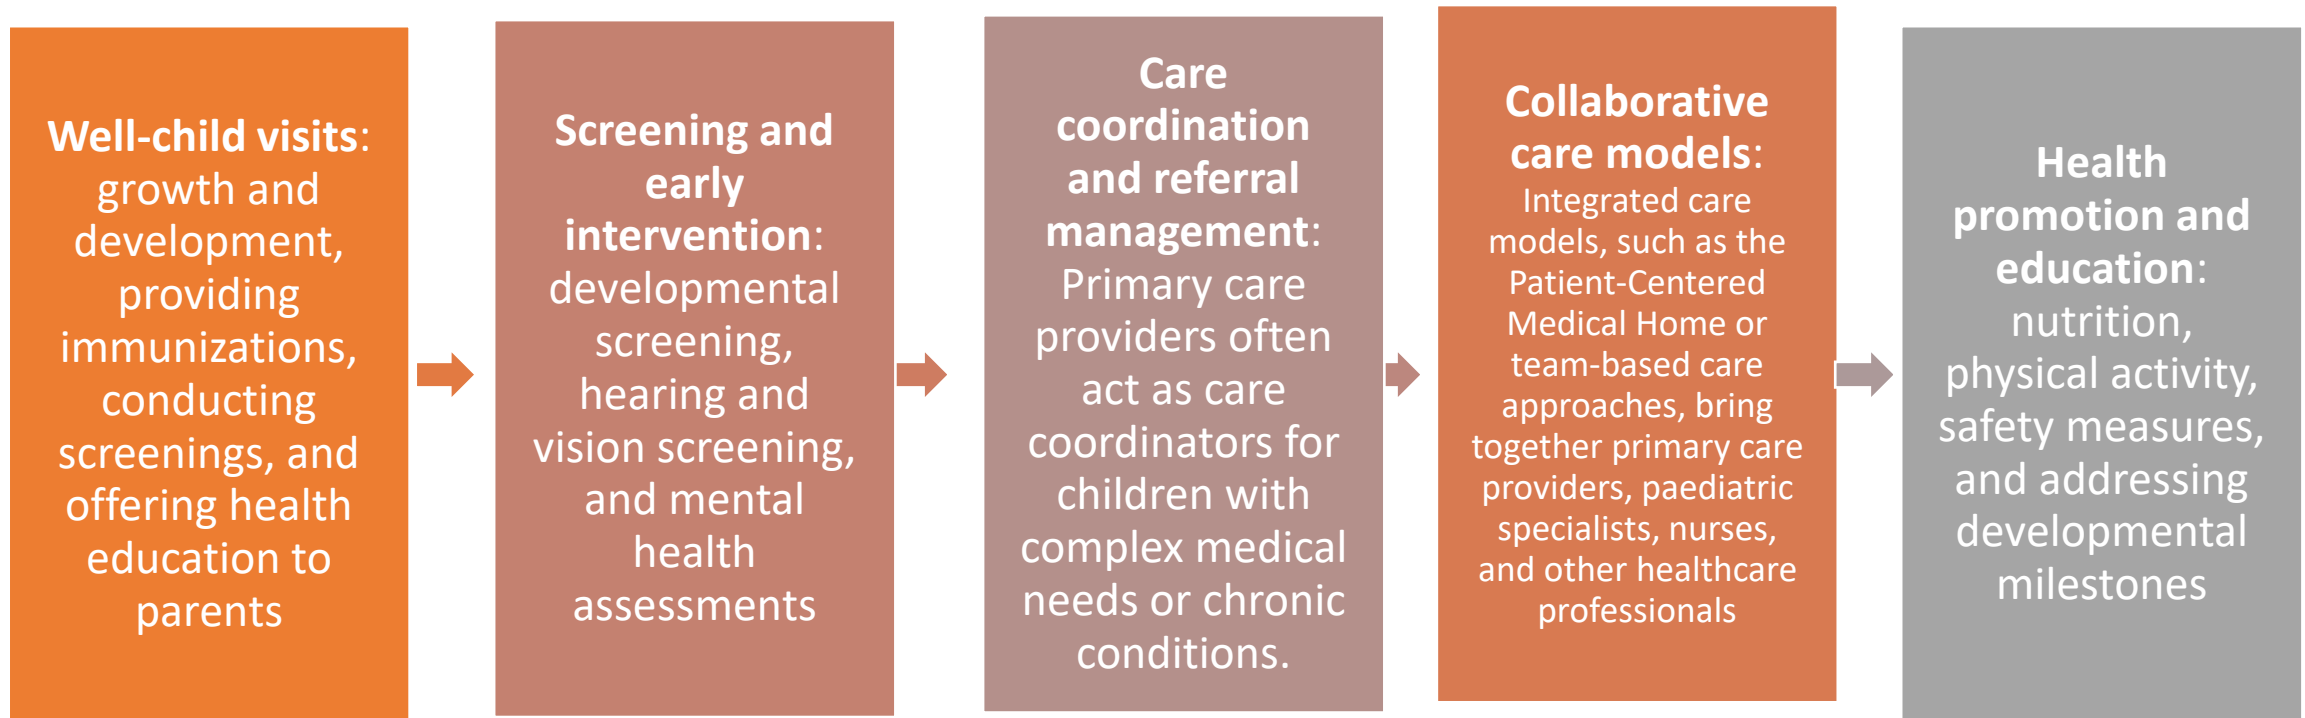 Well-child visits:
growth and
development,
providing
immunizations,
conducting
screenings, and
offering health
education to
parents
Screening and
early
intervention:
developmental
screening,
hearing and
vision screening,
and mental
health
assessments
Care
coordination
and referral
management:
Primary care
providers often
act as care
coordinators for
children with
complex medical
needs or chronic
conditions.
Collaborative
care models:
Integrated care
models, such as the
Patient-Centered
Medical Home or
team-based care
approaches, bring
together primary care
providers, paediatric
specialists, nurses,
and other healthcare
professionals
Health
promotion and
education:
nutrition,
physical activity,
safety measures,
and addressing
developmental
milestones